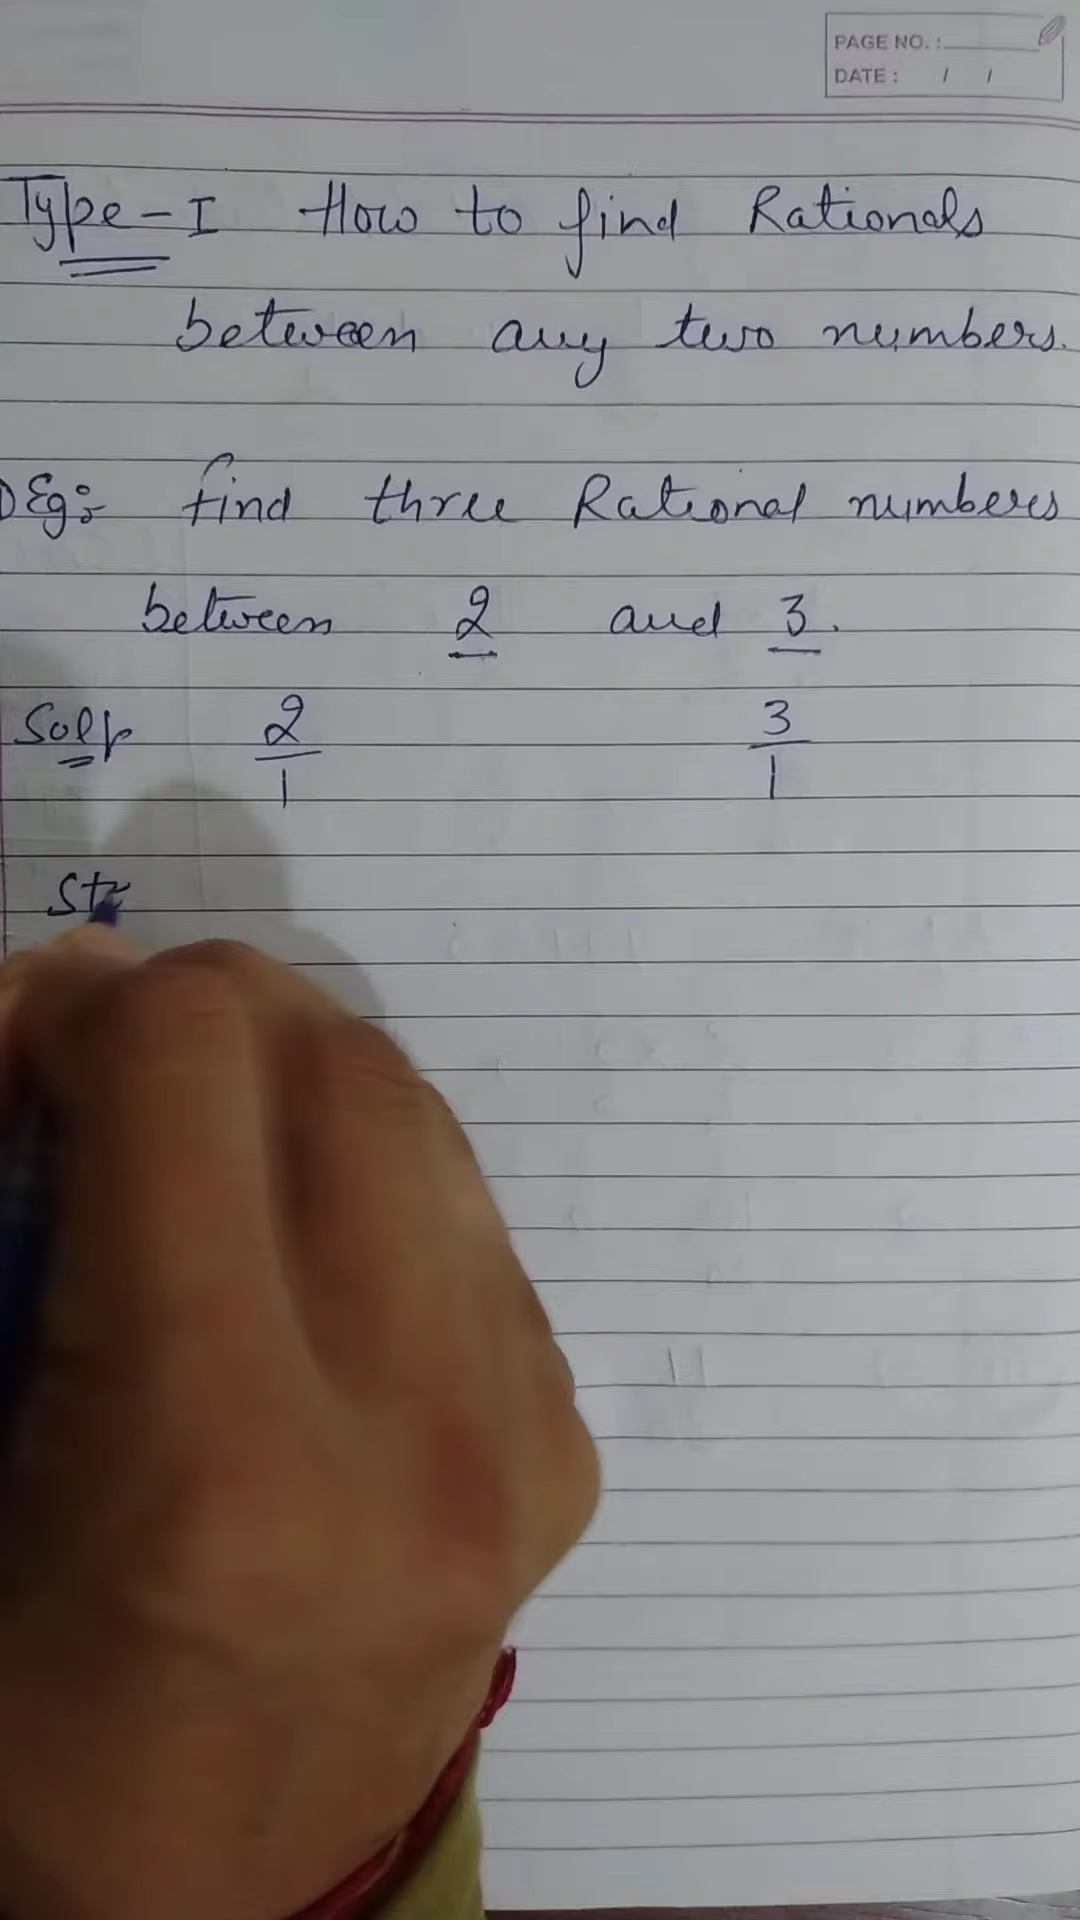 PAGE NO. :
DATE : / /
Type-I How to find Rationals
between any two numbers.
Eg:- find three Rational numbers
between 2 and 3.
Soln 2/1 3/1